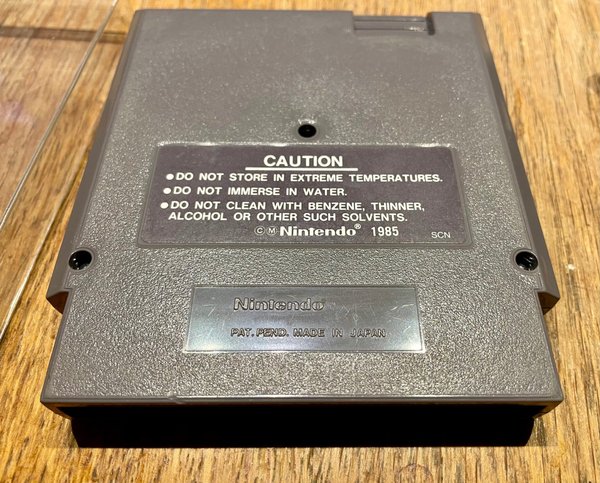 CAUTION
●DO NOT STORE IN EXTREME TEMPERATURES.
●DO NOT IMMERSE IN WATER.
●DO NOT CLEAN WITH BENZENE, THINNER,
ALCOHOL OR OTHER SUCH SOLVENTS.
©ⓂNintendo® 1985 SCN
Nintendo
PAT. PEND. MADE IN JAPAN